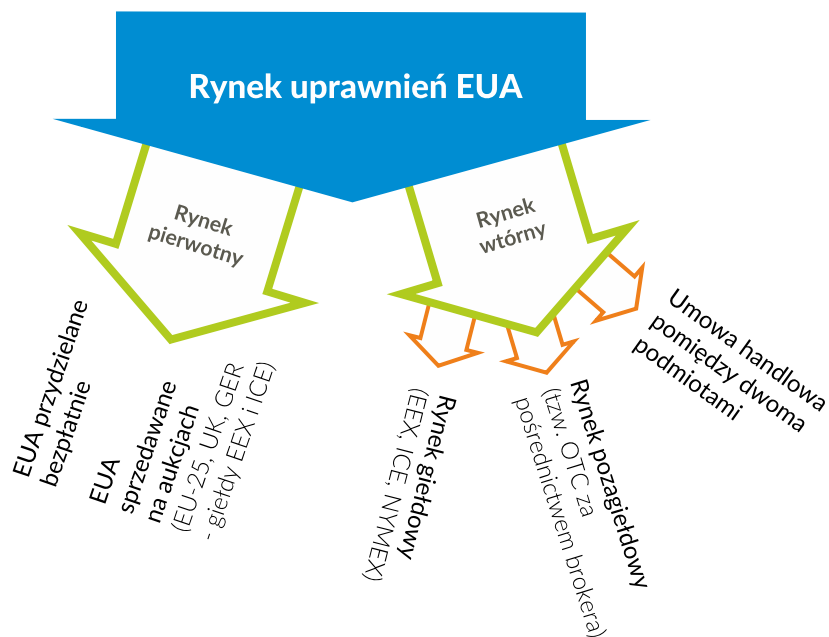 Rynek uprawnień EUA
Rynek
pierwotny
Rynek
wtórny
EUA przydzielane
bezpłatnie
EUA
sprzedawane
na aukcjach
(EU-25, UK, GER
- giełdy EEX i ICE)
Rynek giełdowy
(EEX, ICE, NYMEX)
Rynek pozagiełdowy
(tzw. OTC za
pośrednictwem brokera)
Umowa handlowa
pomiędzy dwoma
podmiotami